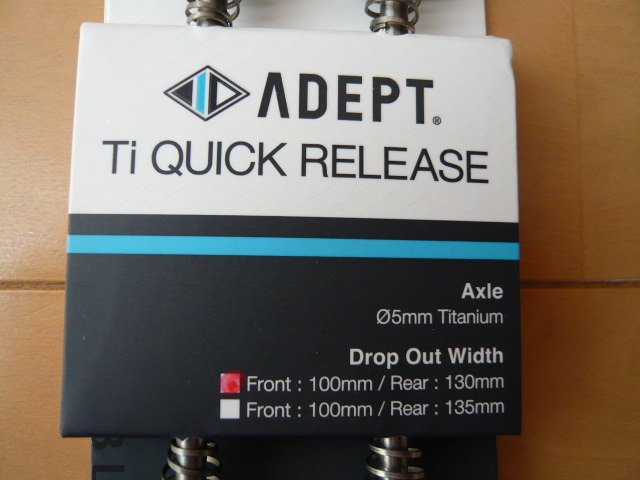 ADEPT®
Ti QUICK RELEASE
Axle
Ø5mm Titanium
Drop Out Width
Front : 100mm / Rear : 130mm
Front : 100mm / Rear : 135mm